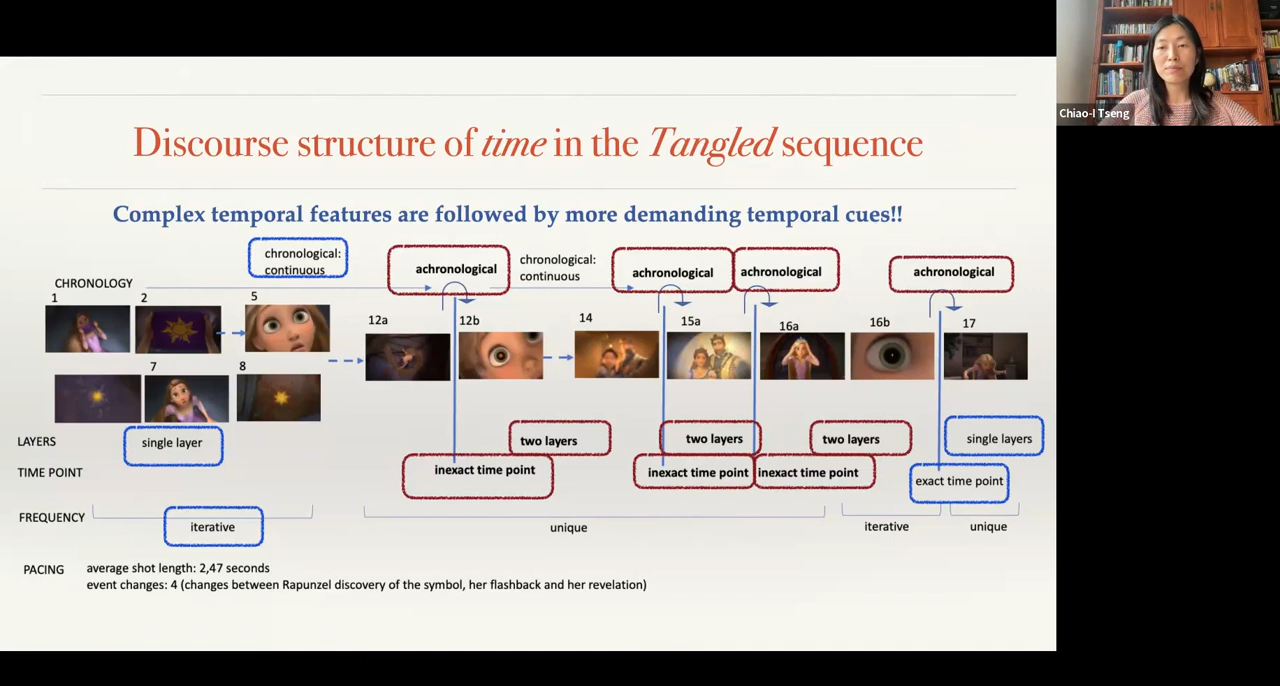 Chiao-I Tseng
Discourse structure of time in the Tangled sequence
Complex temporal features are followed by more demanding temporal cues!!
chronological:
continuous
achronological
chronological:
continuous
achronological
achronological
achronological
CHRONOLOGY
1
2
5
12a
12b
14
15a
16a
16b
17
7
8
LAYERS
single layer
two layers
two layers
two layers
single layers
TIME POINT
inexact time point
inexact time point
inexact time point
exact time point
FREQUENCY
iterative
unique
iterative
unique
PACING
average shot length: 2,47 seconds
event changes: 4 (changes between Rapunzel discovery of the symbol, her flashback and her revelation)